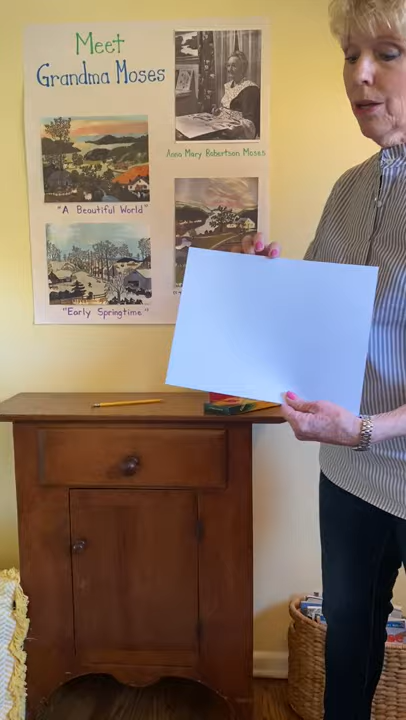 Meet
Grandma Moses
Anna Mary Robertson Moses
"A Beautiful World"
"Early Springtime"